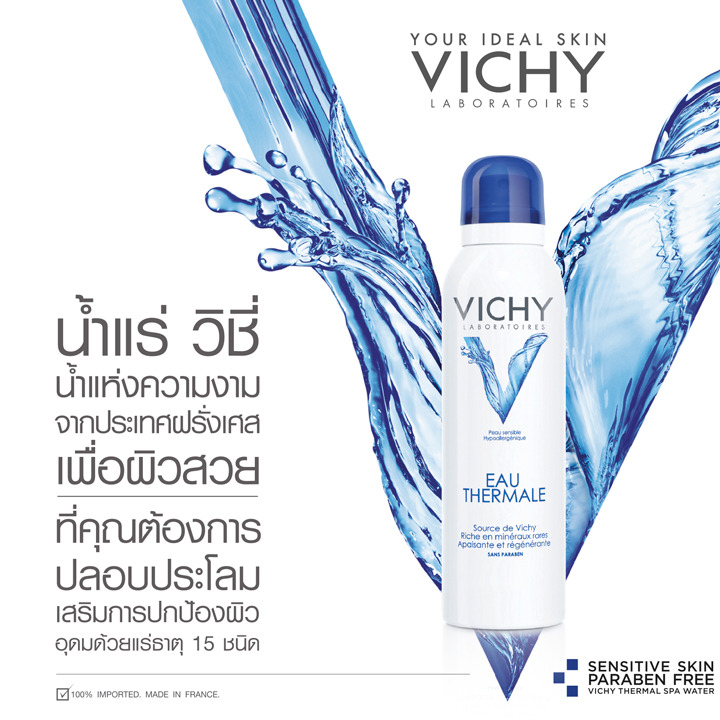 YOUR IDEAL SKIN
VICHY
LABORATOIRES
น้ำแร่ วิชี่
น้ำแห่งความงาม
จากประเทศฝรั่งเศส
เพื่อผิวสวย
ที่คุณต้องการ
ปลอบประโลม
เสริมการปกป้องผิว
อุดมด้วยแร่ธาตุ 15 ชนิด
VICHY
LABORATOIRES
Peau sensible
Hypoallergénique
EAU
THERMALE
Source de Vichy
Riche en minéraux rares
Apaisante et régénérante
SANS PARABEN
100% IMPORTED. MADE IN FRANCE.
SENSITIVE SKIN
PARABEN FREE
VICHY THERMAL SPA WATER